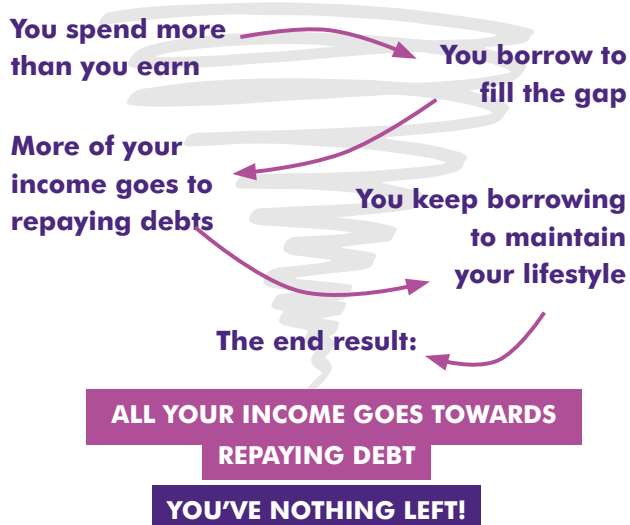 You spend more
than you earn
You borrow to
fill the gap
More of your
income goes to
repaying debts
You keep borrowing
to maintain
your lifestyle
The end result:
ALL YOUR INCOME GOES TOWARDS
REPAYING DEBT
YOU'VE NOTHING LEFT!